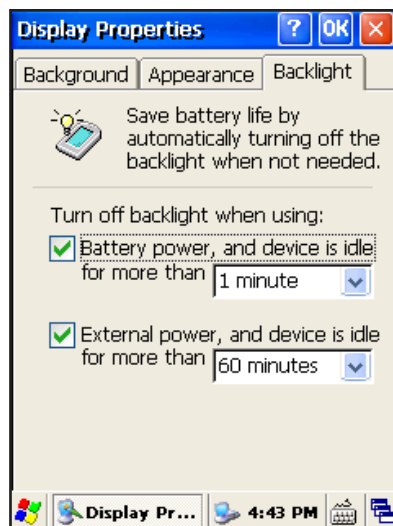 Display Properties ? OK ×
Background Appearance Backlight
Save battery life by
automatically turning off the
backlight when not needed.
Turn off backlight when using:
Battery power, and device is idle
for more than 1 minute
External power, and device is idle
for more than 60 minutes
Display Pr... 4:43 PM